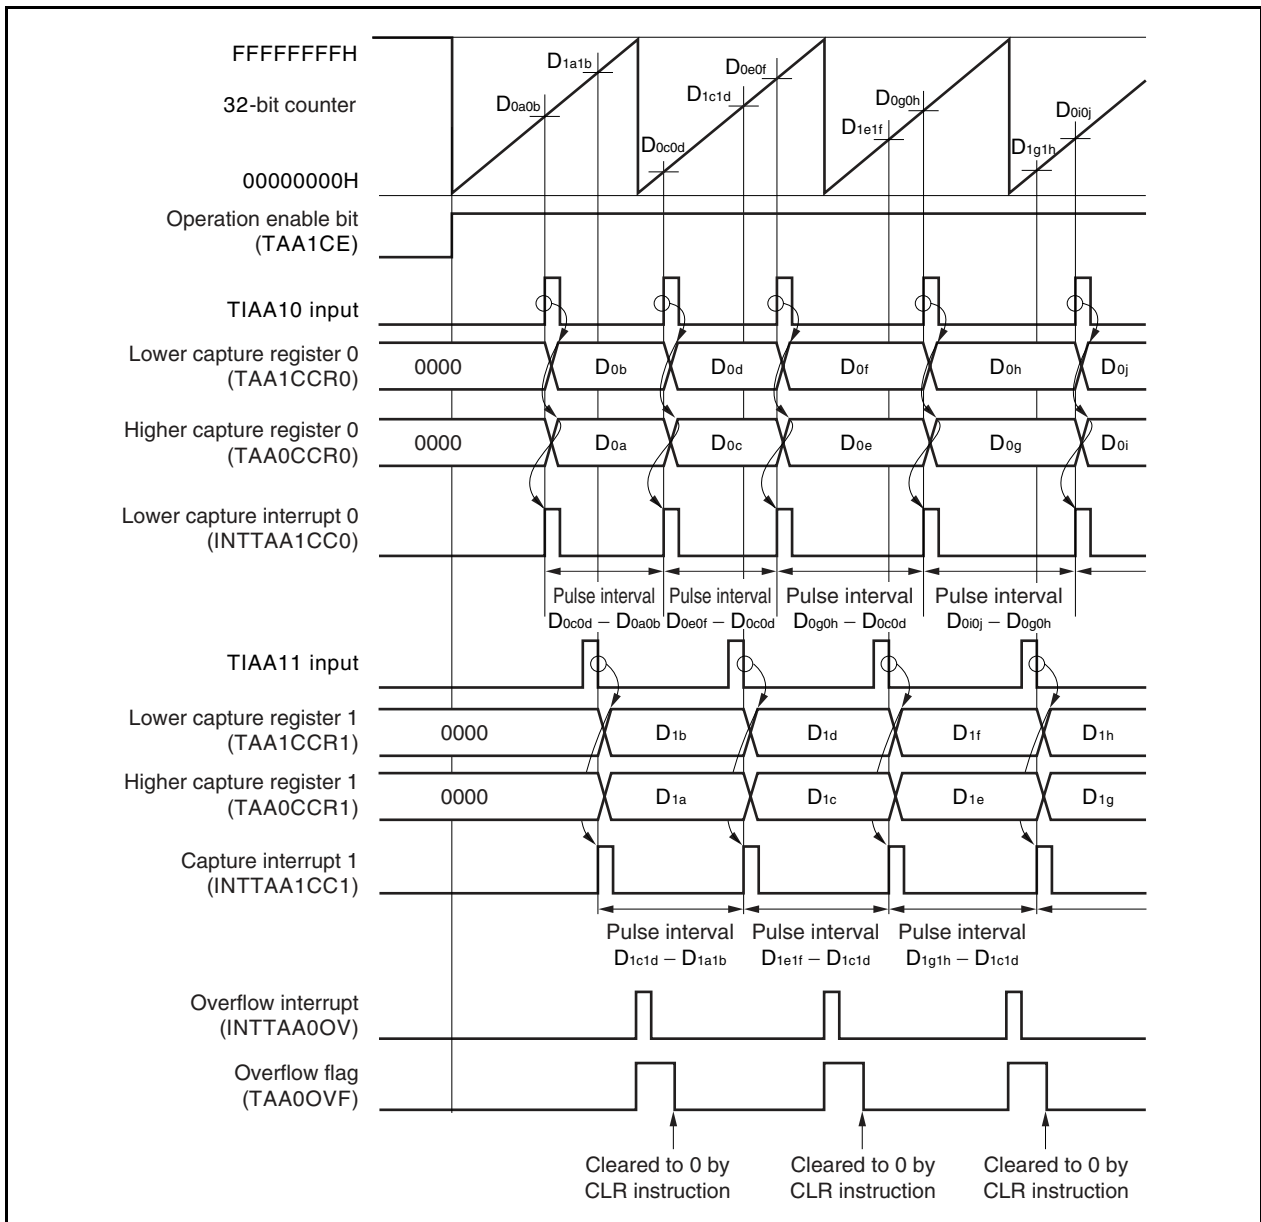 FFFFFFFFH
32-bit counter
00000000H
D0a0b
D1a1b
D0c0d
D1c1d
D0e0f
D1e1f
D0g0h
D1g1h
D0i0j
Operation enable bit
(TAA1CE)
TIAA10 input
Lower capture register 0
(TAA1CCR0)
0000 D0b D0d D0f D0h D0j
Higher capture register 0
(TAA0CCR0)
0000 D0a D0c D0e D0g D0i
Lower capture interrupt 0
(INTTAA1CC0)
Pulse interval Pulse interval Pulse interval Pulse interval
D0c0d – D0a0b D0e0f – D0c0d D0g0h – D0c0d D0i0j – D0g0h
TIAA11 input
Lower capture register 1
(TAA1CCR1)
0000 D1b D1d D1f D1h
Higher capture register 1
(TAA0CCR1)
0000 D1a D1c D1e D1g
Capture interrupt 1
(INTTAA1CC1)
Pulse interval Pulse interval Pulse interval
D1c1d – D1a1b D1e1f – D1c1d D1g1h – D1c1d
Overflow interrupt
(INTTAA0OV)
Overflow flag
(TAA0OVF)
Cleared to 0 by Cleared to 0 by Cleared to 0 by
CLR instruction CLR instruction CLR instruction